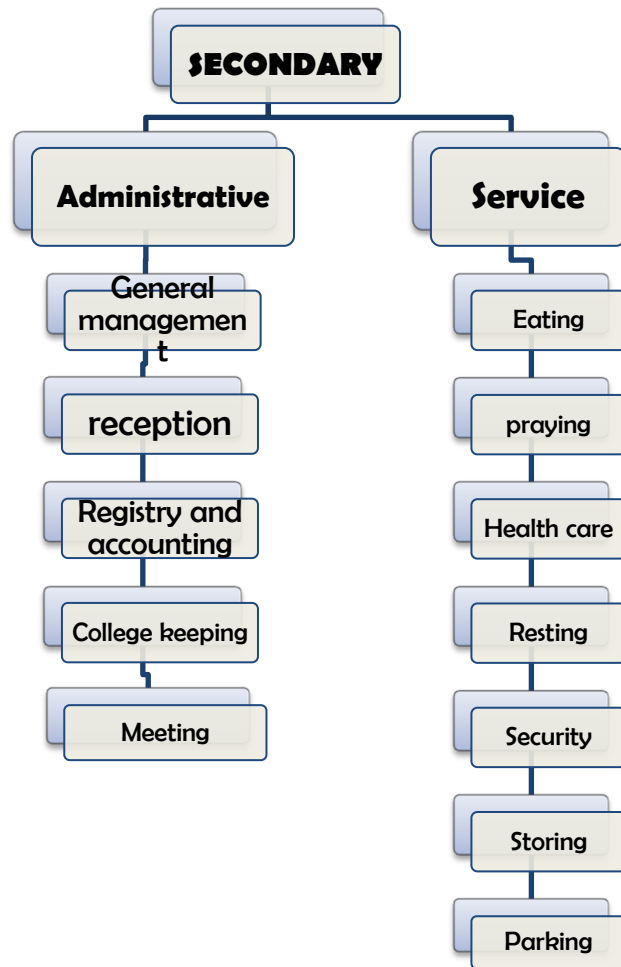 SECONDARY
Administrative
General
managemen
t
reception
Registry and
accounting
College keeping
Meeting
Service
Eating
praying
Health care
Resting
Security
Storing
Parking